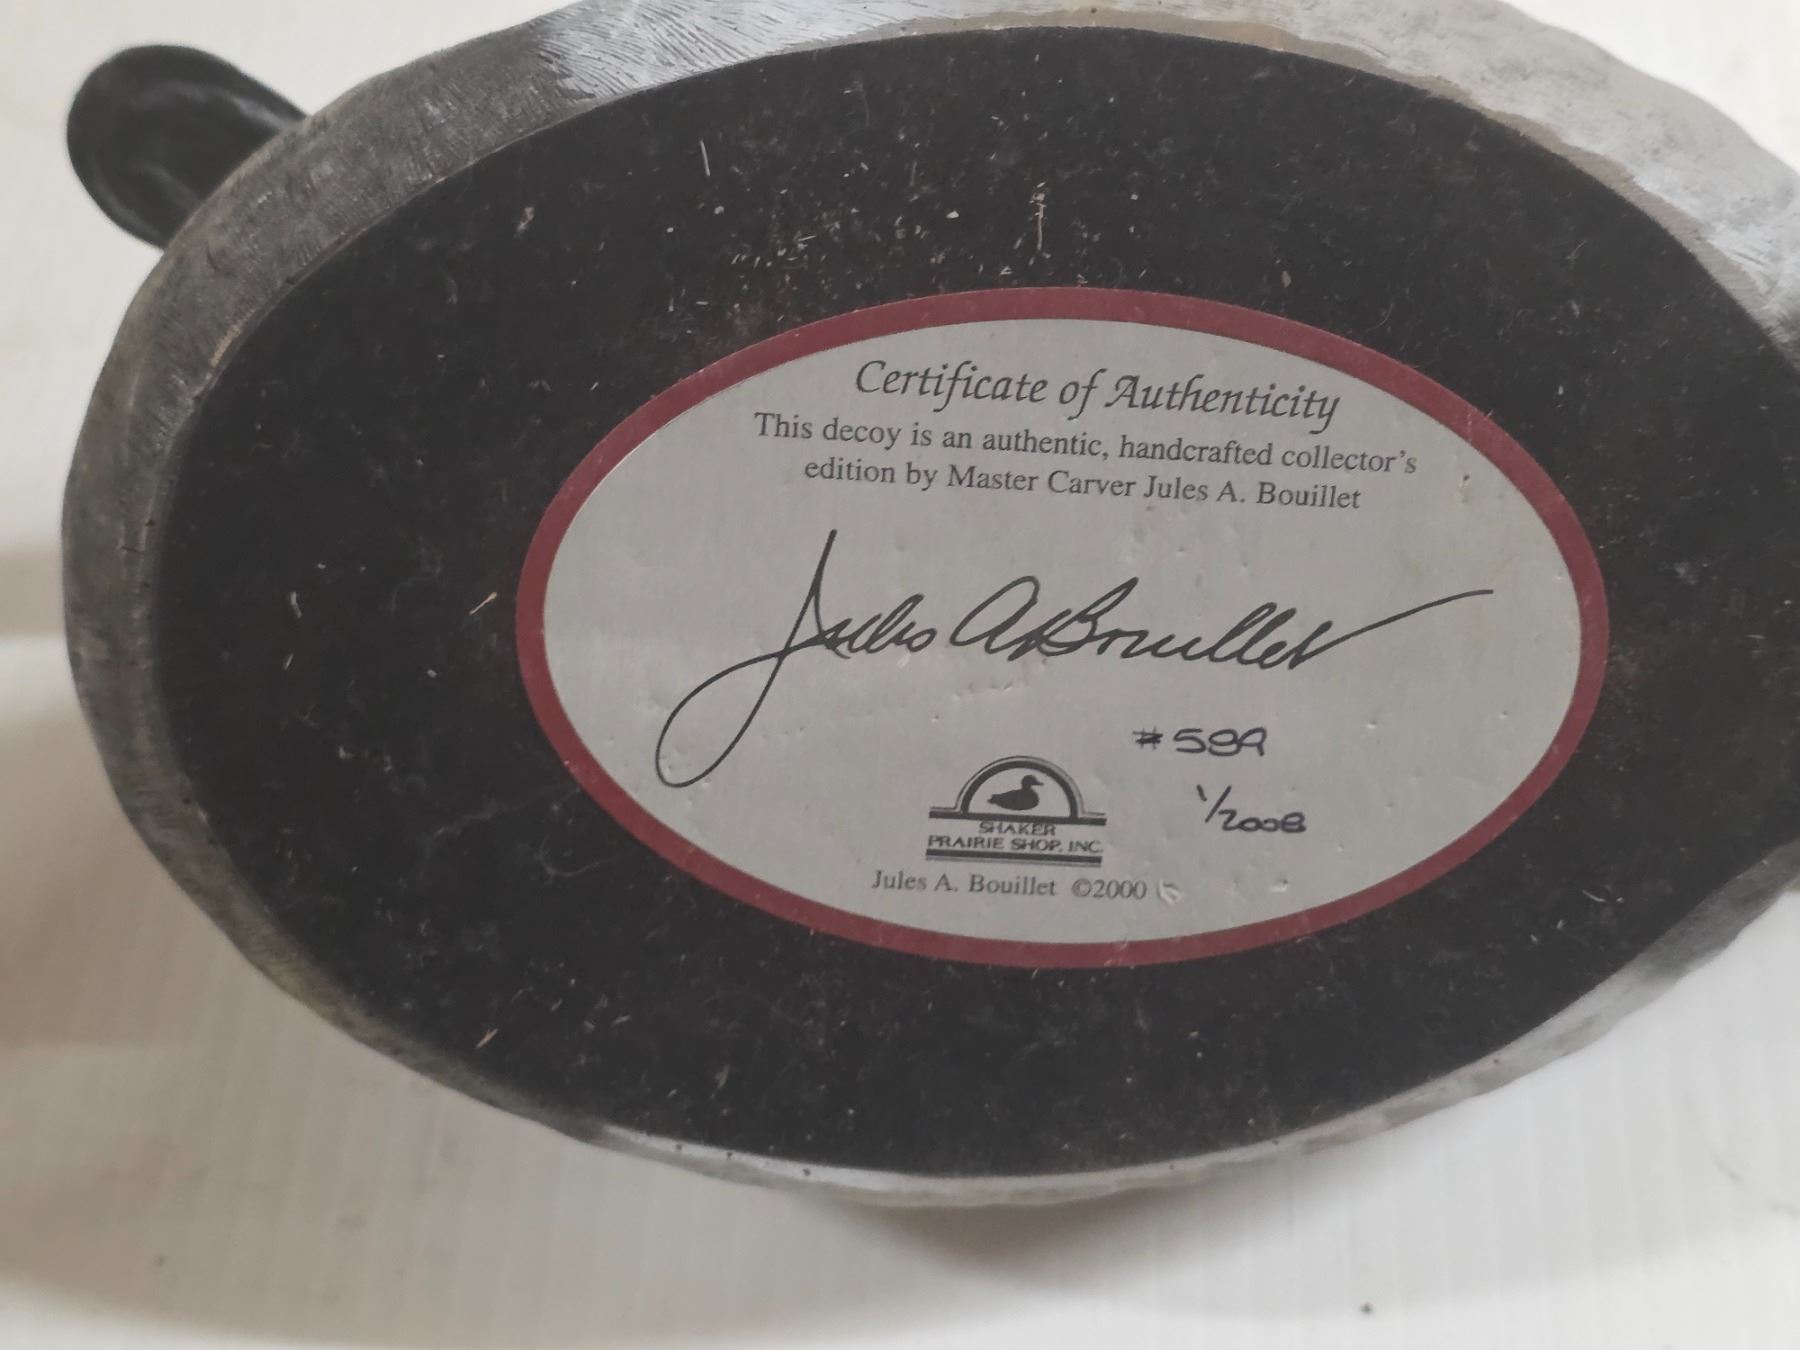 Certificate of Authenticity
This decoy is an authentic, handcrafted collector's
edition by Master Carver Jules A. Bouillet
Jules A Bouillet
#589
1/2008
SHAKER
PRAIRIE SHOP, INC.
Jules A. Bouillet ©2000